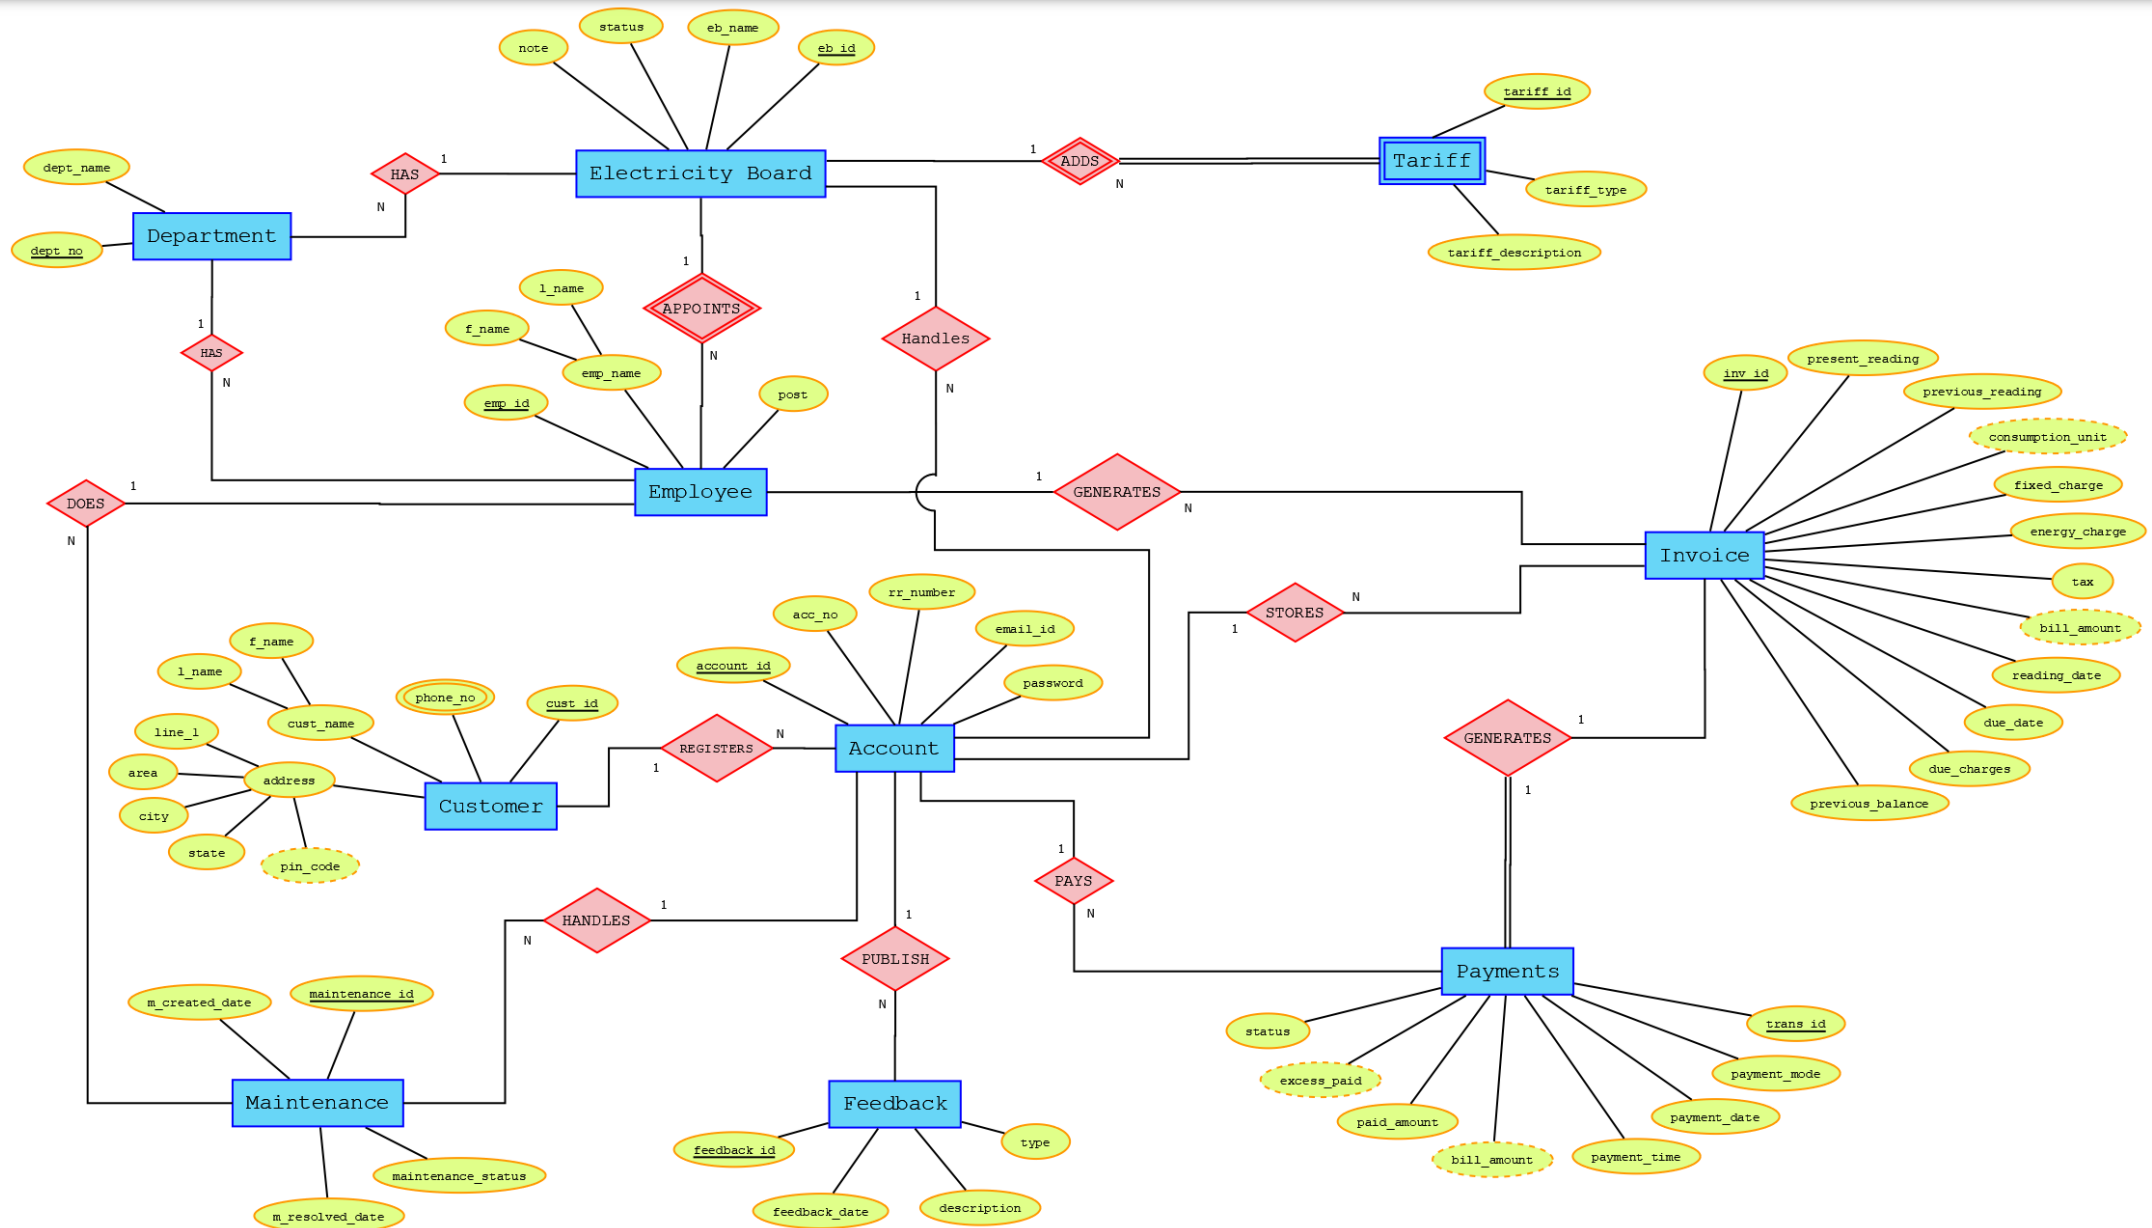 note
status
eb_name
eb_id
Electricity Board
dept_name
dept_no
Department
HAS
1
N
1
ADDS
N
Tariff
tariff_id
tariff_type
tariff_description
1
HAS
N
1
APPOINTS
N
1
Handles
N
l_name
f_name
emp_name
emp_id
post
Employee
DOES
1
N
1
GENERATES
N
Invoice
inv_id
present_reading
previous_reading
consumption_unit
fixed_charge
energy_charge
tax
bill_amount
reading_date
due_date
due_charges
previous_balance
STORES
N
1
acc_no
rr_number
email_id
account_id
password
Account
f_name
l_name
cust_name
phone_no
cust_id
line_1
area
address
city
state
pin_code
Customer
REGISTERS
N
1
GENERATES
1
1
HANDLES
1
N
1
PUBLISH
N
1
PAYS
N
Payments
status
excess_paid
paid_amount
bill_amount
payment_time
payment_date
payment_mode
trans_id
m_created_date
maintenance_id
Maintenance
maintenance_status
m_resolved_date
Feedback
feedback_id
feedback_date
description
type